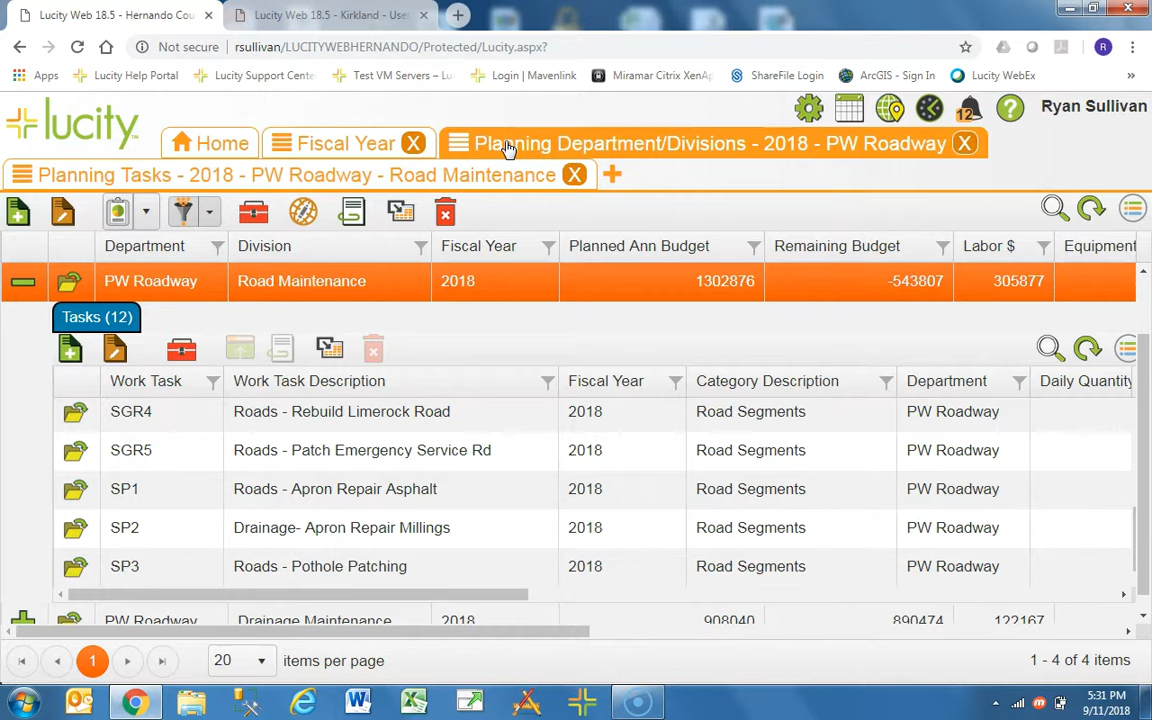 Lucity Web 18.5 - Hernando Cou
Lucity Web 18.5 - Kirkland - Use
Not secure
rsullivan/LUCITYWEBHERNANDO/Protected/Lucity.aspx?
R
Apps
Lucity Help Portal
Lucity Support Cente
Test VM Servers – Lu
Login | Mavenlink
Miramar Citrix XenAp
ShareFile Login
ArcGIS - Sign In
Lucity WebEx
»
lucity
12
Ryan Sullivan
Home
Fiscal Year X
Planning Department/Divisions - 2018 - PW Roadway X
Planning Tasks - 2018 - PW Roadway - Road Maintenance X
Department Division Fiscal Year Planned Ann Budget Remaining Budget Labor $ Equipment
PW Roadway Road Maintenance 2018 1302876 -543807 305877
Tasks (12)
Work Task Work Task Description Fiscal Year Category Description Department Daily Quantity
SGR4 Roads - Rebuild Limerock Road 2018 Road Segments PW Roadway
SGR5 Roads - Patch Emergency Service Rd 2018 Road Segments PW Roadway
SP1 Roads - Apron Repair Asphalt 2018 Road Segments PW Roadway
SP2 Drainage- Apron Repair Millings 2018 Road Segments PW Roadway
SP3 Roads - Pothole Patching 2018 Road Segments PW Roadway
PW Roadway Drainage Maintenance 2018 908040 890474 122167
1
20
items per page
1 - 4 of 4 items
5:31 PM
9/11/2018